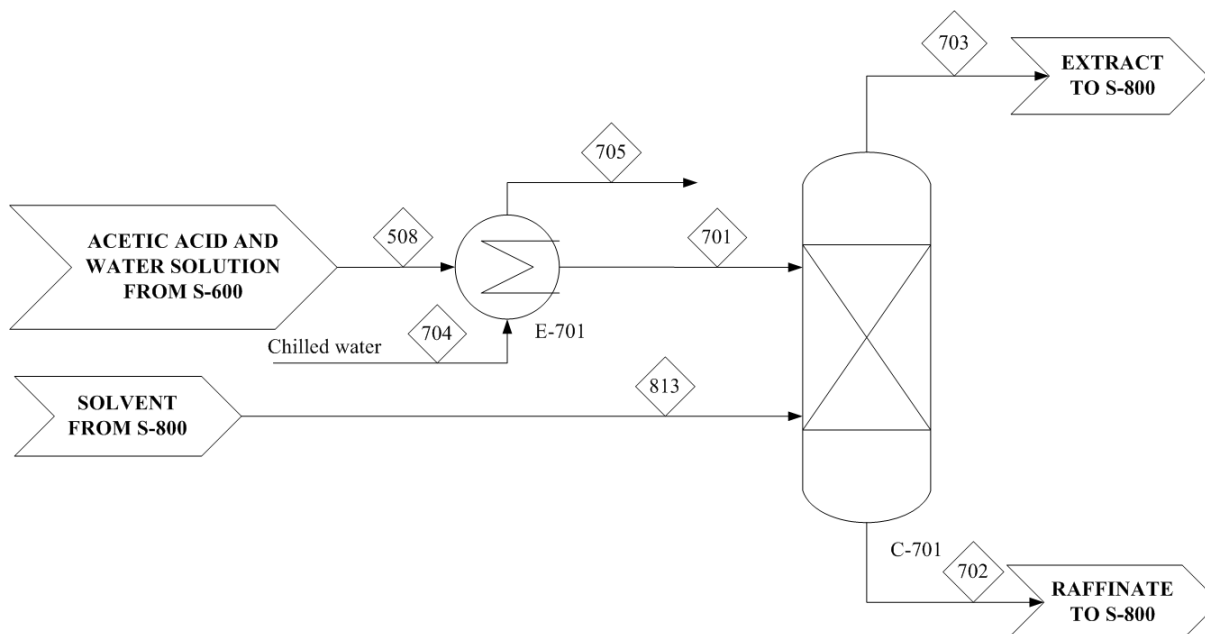 703
EXTRACT
TO S-800
705
ACETIC ACID AND
WATER SOLUTION
FROM S-600
508
701
704
E-701
Chilled water
813
SOLVENT
FROM S-800
C-701
702
RAFFINATE
TO S-800